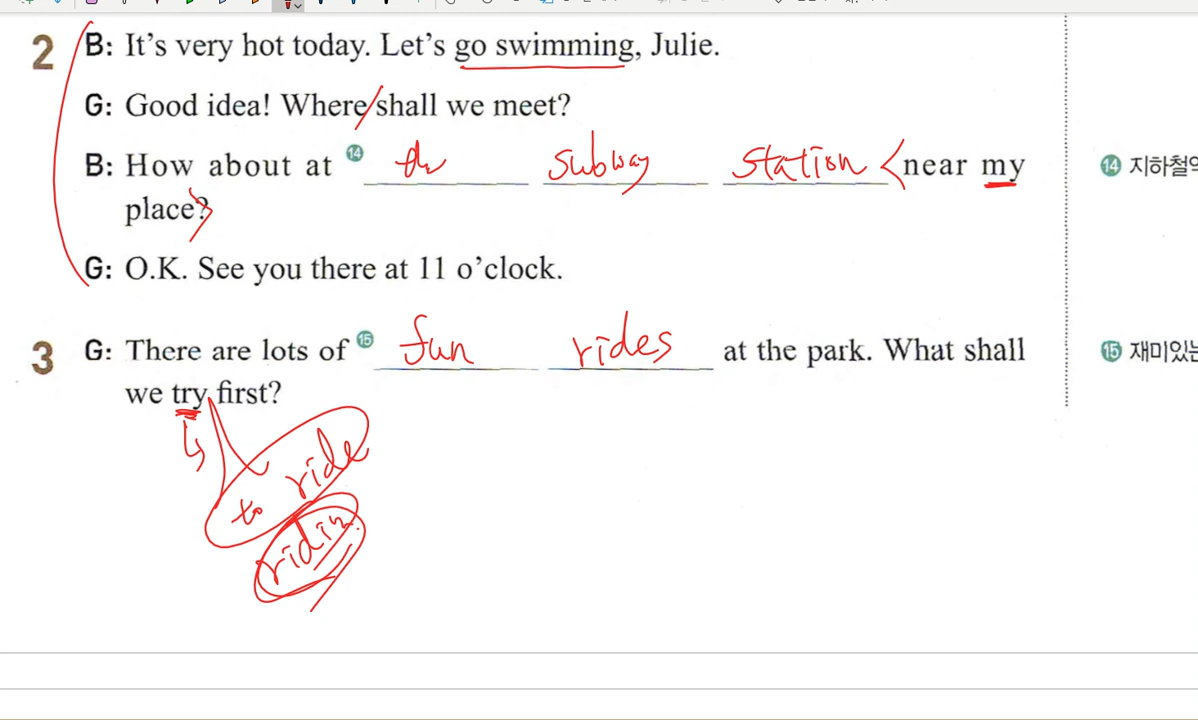 2 B: It's very hot today. Let's go swimming, Julie.
G: Good idea! Where/shall we meet?
B: How about at ⑭ the subway station <near my ⑭ 지하철역
place?>
G: O.K. See you there at 11 o'clock.
3 G: There are lots of ⑮ fun rides at the park. What shall ⑮ 재미있는
we try first?
to ride
ridin